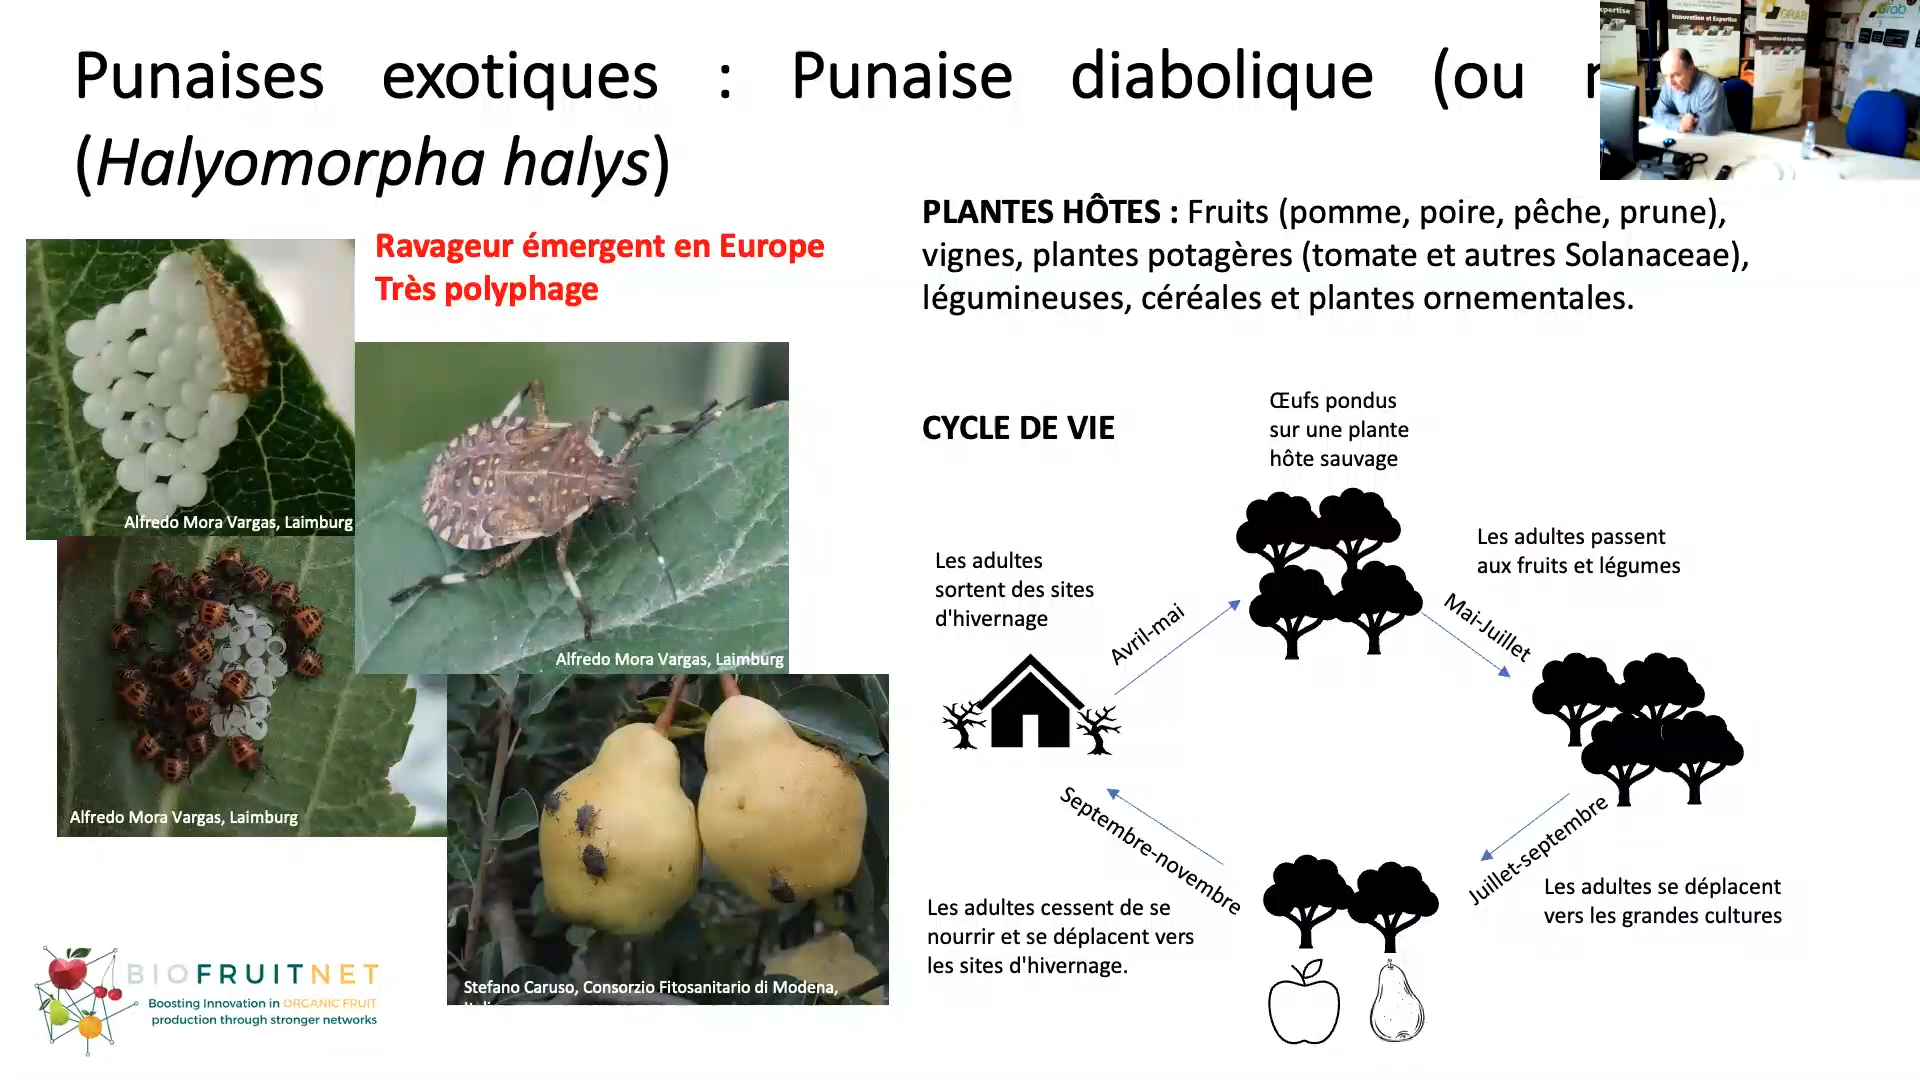 Punaises exotiques : Punaise diabolique (ou
(Halyomorpha halys)
Ravageur émergent en Europe
Très polyphage
PLANTES HÔTES : Fruits (pomme, poire, pêche, prune),
vignes, plantes potagères (tomate et autres Solanaceae),
légumineuses, céréales et plantes ornementales.
CYCLE DE VIE
Œufs pondus
sur une plante
hôte sauvage
Les adultes passent
aux fruits et légumes
Les adultes
sortent des sites
d'hivernage
Avril-mai
Mai-Juillet
Juillet-septembre
Septembre-novembre
Les adultes se déplacent
vers les grandes cultures
Les adultes cessent de se
nourrir et se déplacent vers
les sites d'hivernage.
Alfredo Mora Vargas, Laimburg
Alfredo Mora Vargas, Laimburg
Alfredo Mora Vargas, Laimburg
Stefano Caruso, Consorzio Fitosanitario di Modena,
BIOFRUITNET
Boosting Innovation in ORGANIC FRUIT
production through stronger networks
Innovation et Expertise
GRAB
Grab